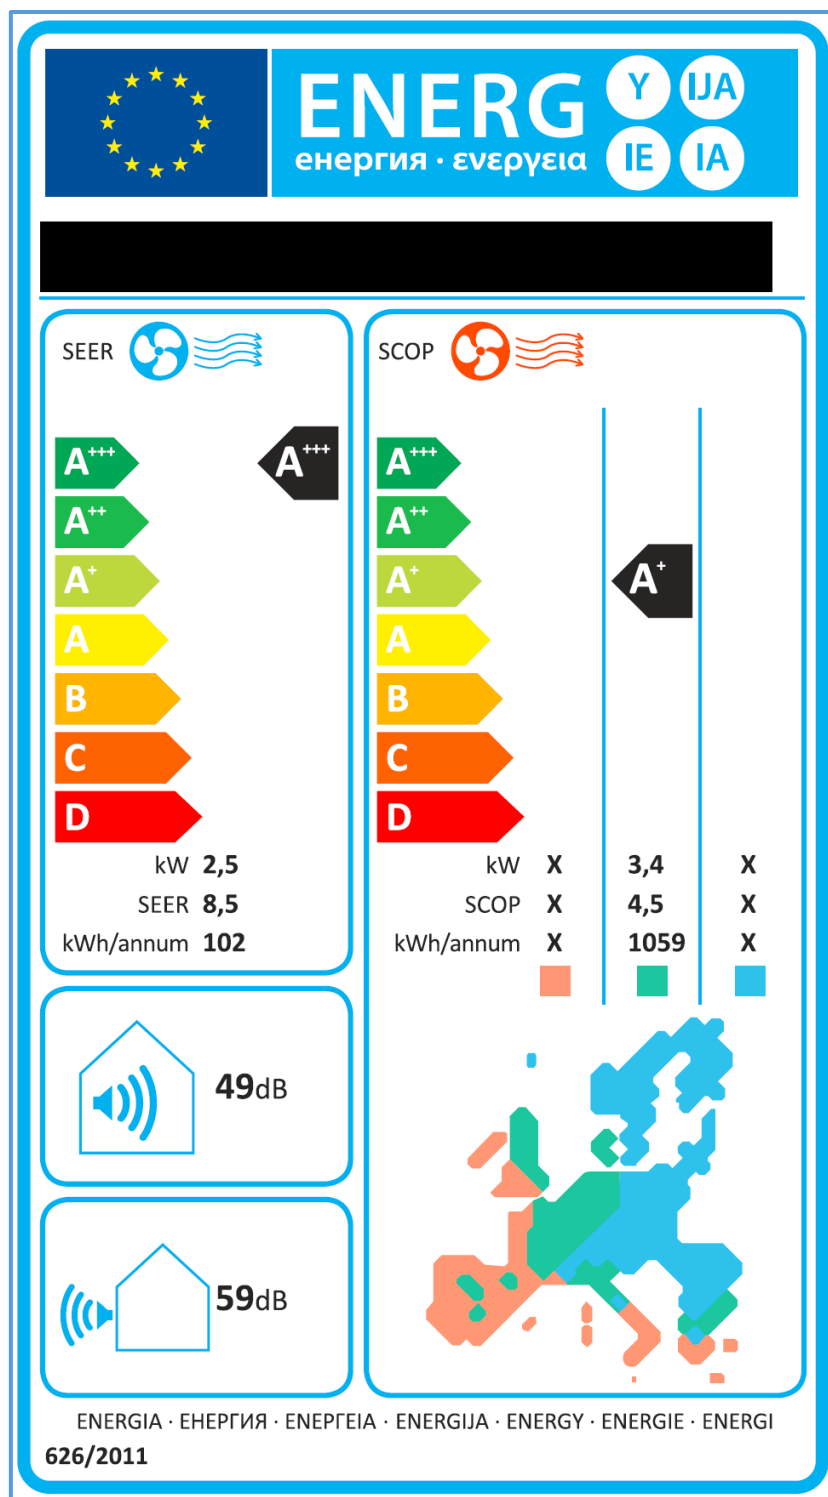 ENERG
Y IJA
IE IA
енергия · ενεργεια
SEER
A+++
A+++
A++
A+
A
B
C
D
kW 2,5
SEER 8,5
kWh/annum 102
SCOP
A+++
A++
A+
A+
A
B
C
D
kW X 3,4 X
SCOP X 4,5 X
kWh/annum X 1059 X
49dB
59dB
ENERGIA · ЕНЕРГИЯ · ΕΝΕΡΓΕΙΑ · ENERGIJA · ENERGY · ENERGIE · ENERGI
626/2011